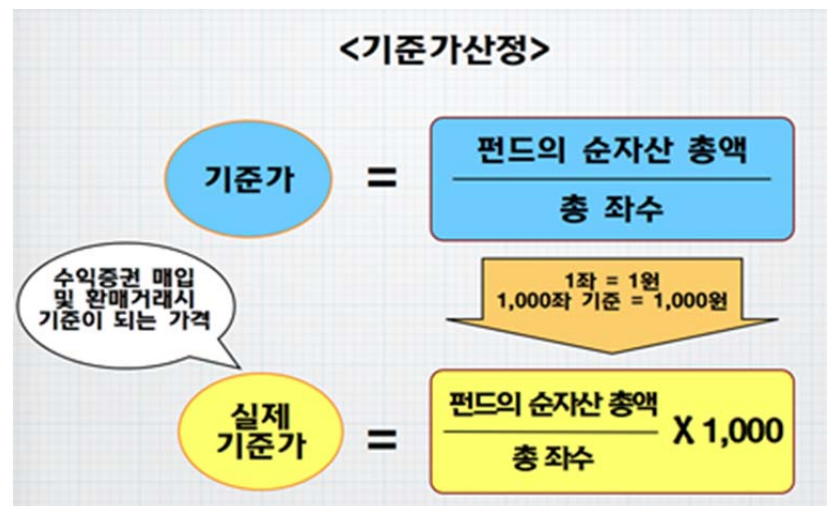 <기준가산정>
기준가
=
펀드의 순자산 총액
총 좌수
수익증권 매입
및 환매거래시
기준이 되는 가격
1좌 = 1원
1,000좌 기준 = 1,000원
실제
기준가
=
펀드의 순자산 총액
총 좌수
X 1,000